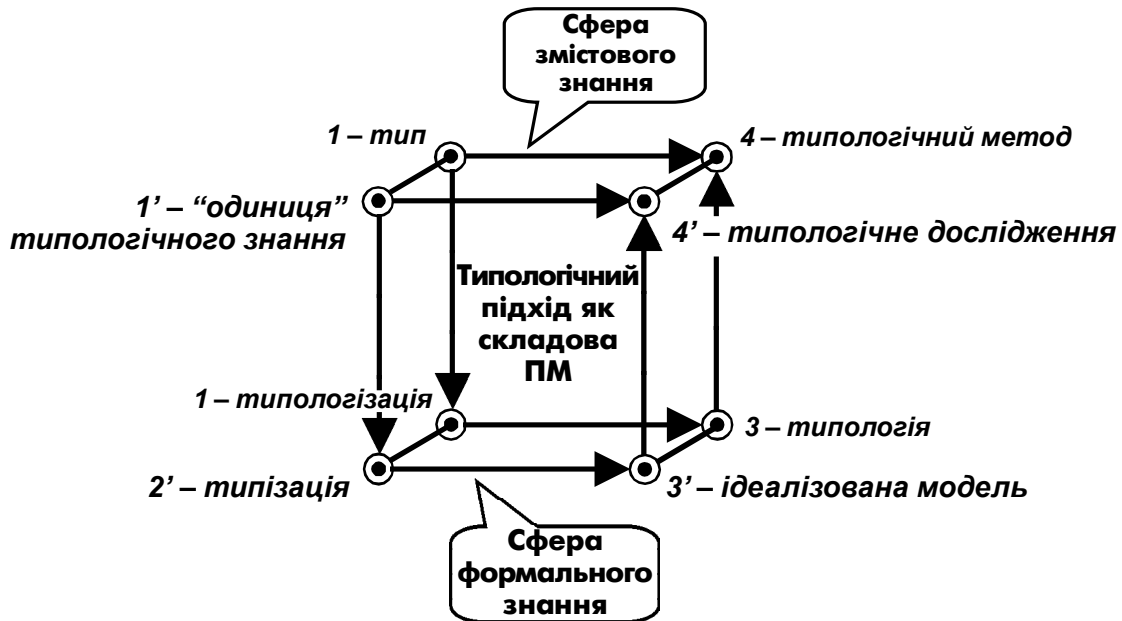 Сфера
змістового
знання
1 – тип
4 – типологічний метод
1’ – “одиниця”
типологічного знання
4’ – типологічне дослідження
Типологічний
підхід як
складова
ПМ
1 – типологізація
3 – типологія
2’ – типізація
3’ – ідеалізована модель
Сфера
формального
знання